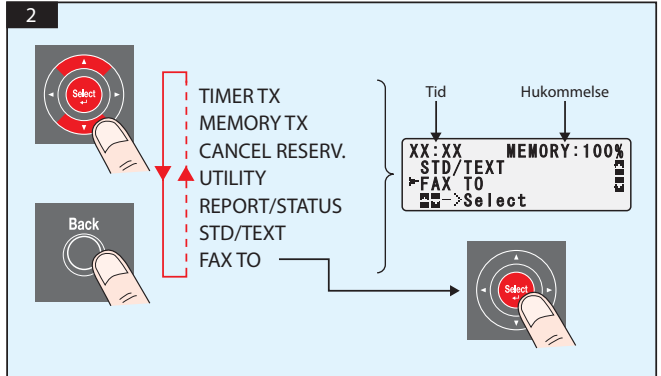 2
Select
TIMER TX
MEMORY TX
CANCEL RESERV.
UTILITY
REPORT/STATUS
STD/TEXT
FAX TO
Back
Tid
Hukommelse
XX:XX MEMORY:100%
STD/TEXT
FAX TO
->Select
Select